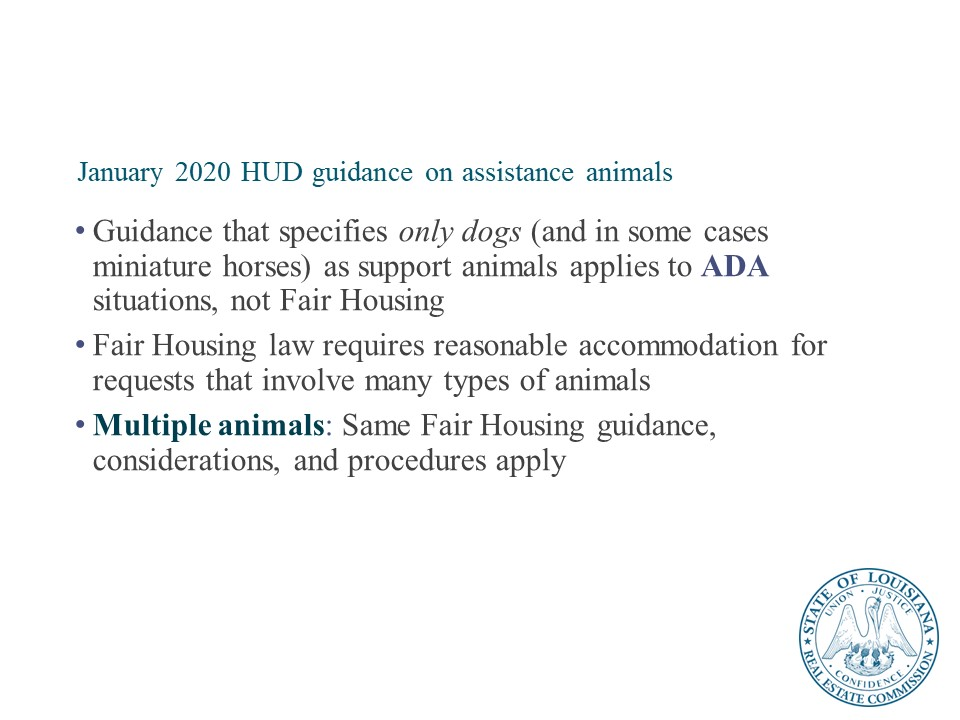 January 2020 HUD guidance on assistance animals
• Guidance that specifies only dogs (and in some cases
miniature horses) as support animals applies to ADA
situations, not Fair Housing
• Fair Housing law requires reasonable accommodation for
requests that involve many types of animals
• Multiple animals: Same Fair Housing guidance,
considerations, and procedures apply
STATE OF LOUISIANA
UNION · JUSTICE
CONFIDENCE
REAL ESTATE COMMISSION